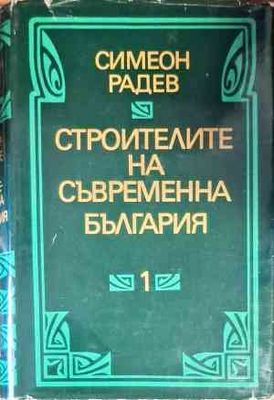 СИМЕОН
РАДЕВ
СТРОИТЕЛИТЕ
НА
СЪВРЕМЕННА
БЪЛГАРИЯ
1